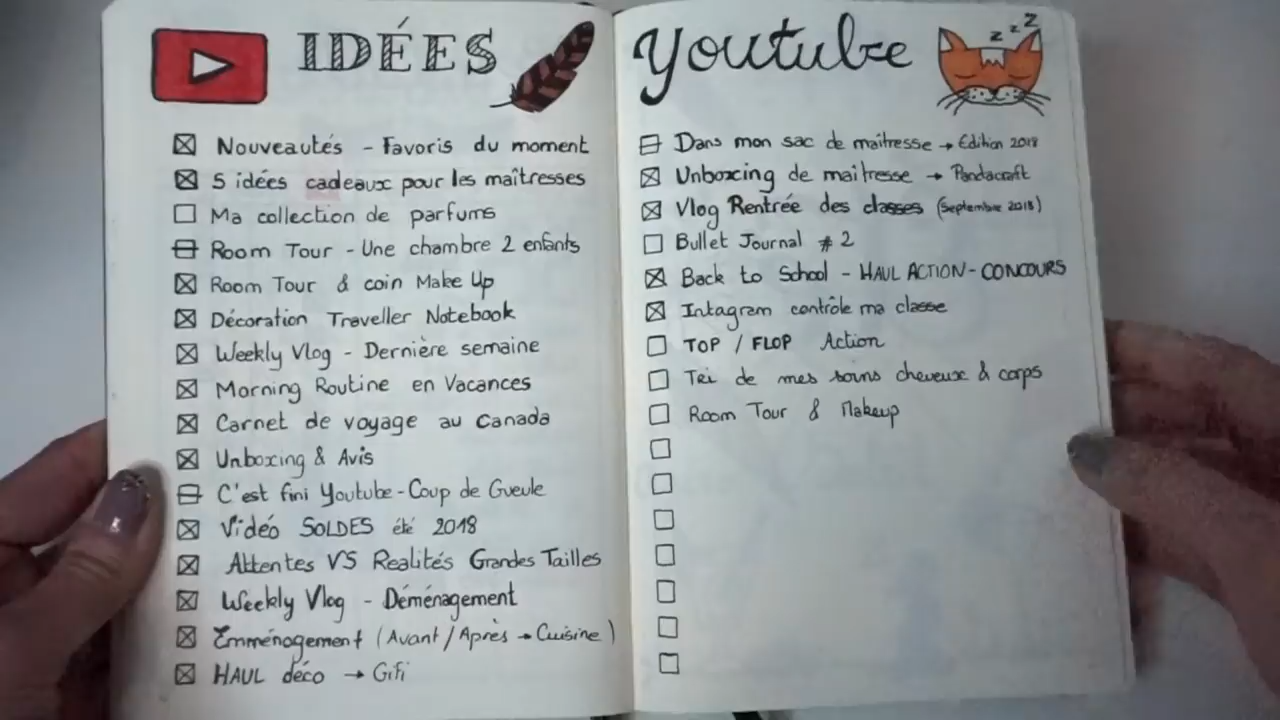 IDÉES
Nouveautés - Favoris du moment
5 idées cadeaux pour les maîtresses
Ma collection de parfums
Room Tour - Une chambre 2 enfants
Room Tour & coin Make Up
Décoration Traveller Notebook
Weekly Vlog - Dernière semaine
Morning Routine en Vacances
Carnet de voyage au Canada
Unboxing & Avis
C'est fini Youtube - Coup de Gueule
Vidéo SOLDES été 2018
Attentes VS Realités Grandes Tailles
Weekly Vlog - Déménagement
Emménagement (Avant / Après → Cuisine)
HAUL déco → Gifi
Youtube
z z Z
Dans mon sac de maîtresse → Edition 2018
Unboxing de maîtresse → Pandacraft
Vlog Rentrée des classes (Septembre 2018)
Bullet Journal # 2
Back to School - HAUL ACTION - CONCOURS
Intagram contrôle ma classe
TOP / FLOP Action
Tri de mes soins cheveux & corps
Room Tour & Makeup